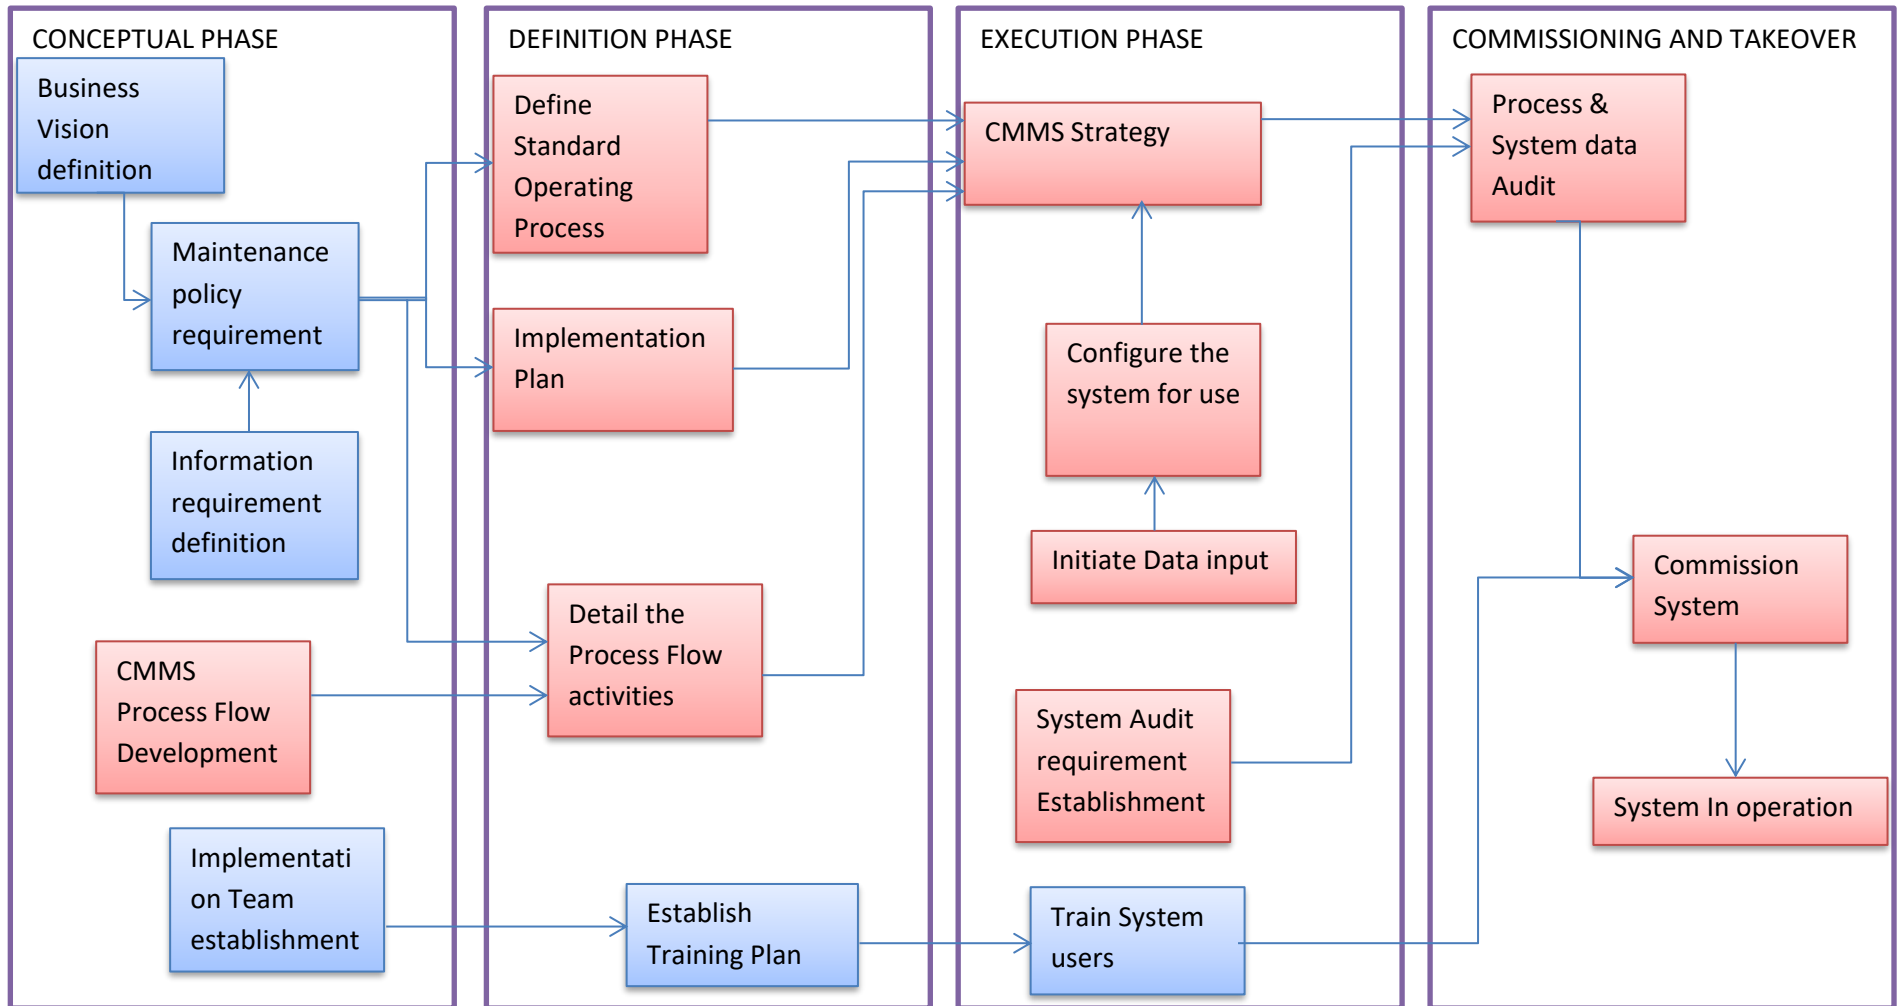 CONCEPTUAL PHASE
Business
Vision
definition
Maintenance
policy
requirement
Information
requirement
definition
CMMS
Process Flow
Development
Implementati
on Team
establishment
DEFINITION PHASE
Define
Standard
Operating
Process
Implementation
Plan
Detail the
Process Flow
activities
Establish
Training Plan
EXECUTION PHASE
CMMS Strategy
Configure the
system for use
Initiate Data input
System Audit
requirement
Establishment
Train System
users
COMMISSIONING AND TAKEOVER
Process &
System data
Audit
Commission
System
System In operation